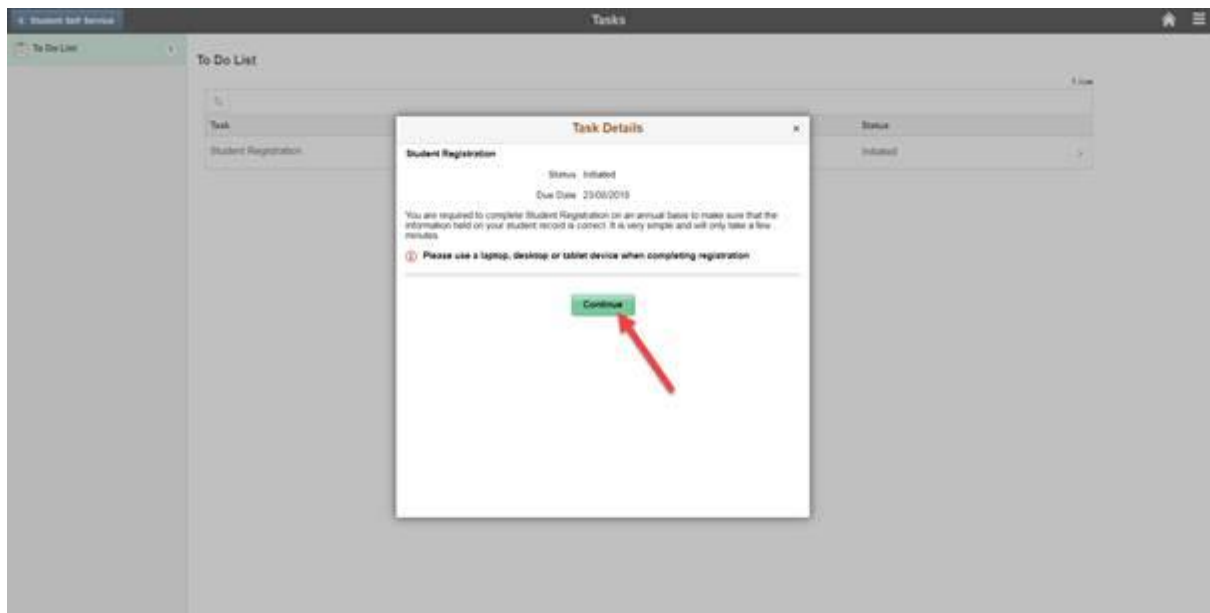 Student Self Service
Tasks
To Do List
To Do List
1 row
Task
Status
Student Registration
Initiated
Task Details
×
Student Registration
Status Initiated
Due Date 23/08/2019
You are required to complete Student Registration on an annual basis to make sure that the
information held on your student record is correct. It is very simple and will only take a few
minutes.
Please use a laptop, desktop or tablet device when completing registration
Continue